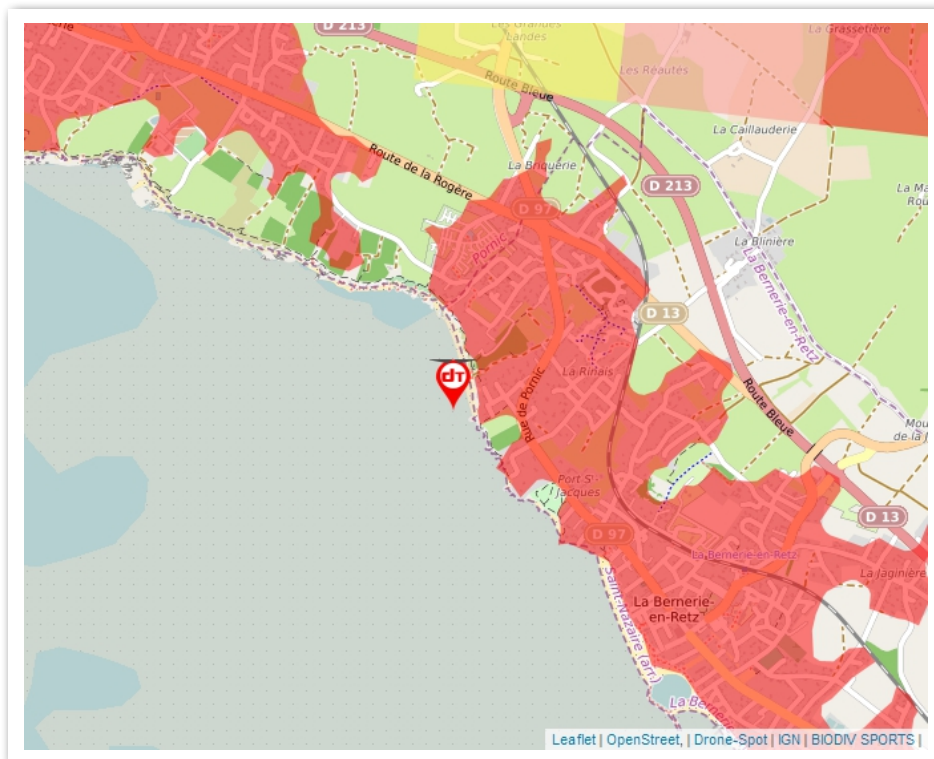 D 213
Les Grandes
Landes
La Grassetière
Les Réautés
Route Bleue
La Caillauderie
Route de la Rogère
La Briquerie
D 213
D 97
Pornic
La Blinière
La Bernerie-en-Retz
D 13
La Rinais
Rue de Pornic
Route Bleue
dT
Port St-
Jacques
D 13
D 97
La Bernerie-en-Retz
La Jaginière
Saint-Nazaire (arr.)
La Bernerie-
en-Retz
La Bernerie
Leaflet | OpenStreet, | Drone-Spot | IGN | BIODIV SPORTS |